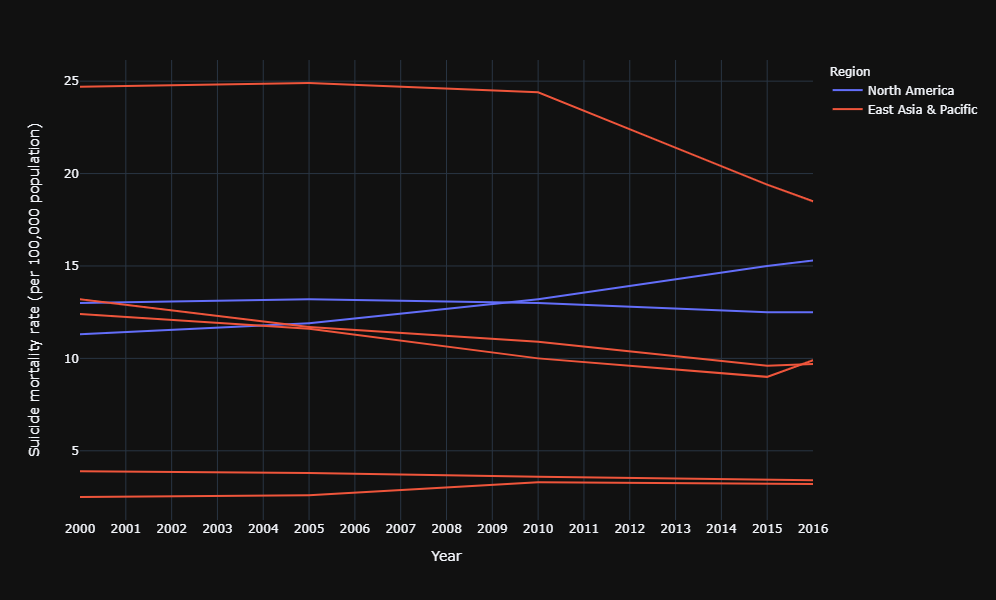 Region
North America
East Asia & Pacific
Suicide mortality rate (per 100,000 population)
25
20
15
10
5
2000 2001 2002 2003 2004 2005 2006 2007 2008 2009 2010 2011 2012 2013 2014 2015 2016
Year